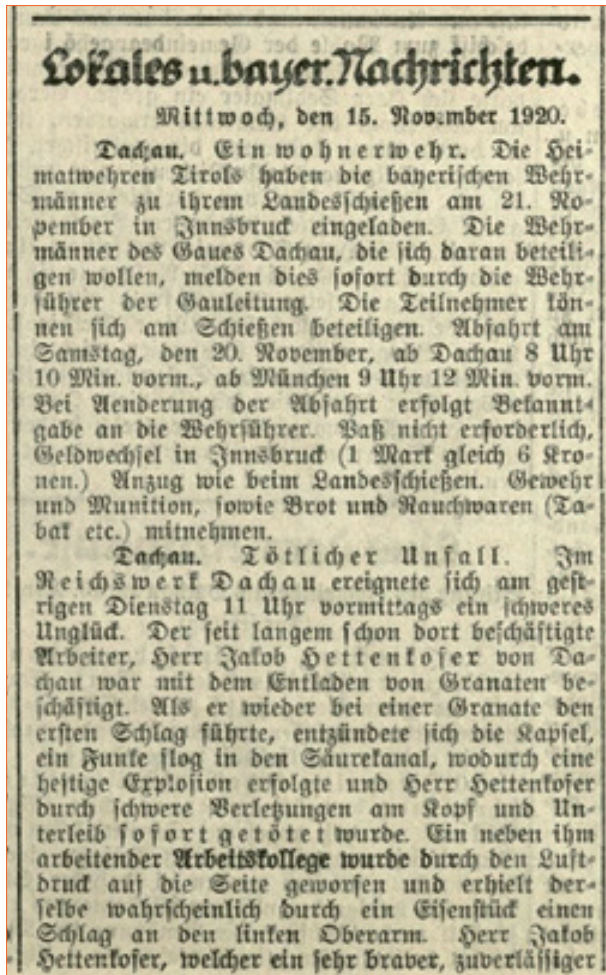 Lokales u. bayer. Nachrichten.
Mittwoch, den 15. November 1920.
Dachau. Einwohnerwehr. Die Hei-
matwehren Tirols haben die bayerischen Wehr-
männer zu ihrem Landesschießen am 21. No-
vember in Innsbruck eingeladen. Die Wehr-
männer des Gaues Dachau, die sich daran beteili-
gen wollen, melden dies sofort durch die Wehr-
führer der Gauleitung. Die Teilnehmer kön-
nen sich am Schießen beteiligen. Abfahrt am
Samstag, den 20. November, ab Dachau 8 Uhr
10 Min. vorm., ab München 9 Uhr 12 Min. vorm.
Bei Aenderung der Abfahrt erfolgt Bekannt-
gabe an die Wehrführer. Paß nicht erforderlich,
Geldwechsel in Innsbruck (1 Mark gleich 6 Kro-
nen.) Anzug wie beim Landesschießen. Gewehr
und Munition, sowie Brot und Rauchwaren (Ta-
bak etc.) mitnehmen.
Dachau. Tötlicher Unfall. Im
Reichswerk Dachau ereignete sich am gest-
rigen Dienstag 11 Uhr vormittags ein schweres
Unglück. Der seit langem schon dort beschäftigte
Arbeiter, Herr Jakob Hettenkofer von Da-
chau war mit dem Entladen von Granaten be-
schäftigt. Als er wieder bei einer Granate den
ersten Schlag führte, entzündete sich die Kapsel,
ein Funke flog in den Säurekanal, wodurch eine
heftige Explosion erfolgte und Herr Hettenkofer
durch schwere Verletzungen am Kopf und Un-
terleib sofort getötet wurde. Ein neben ihm
arbeitender Arbeitskollege wurde durch den Luft-
druck auf die Seite geworfen und erhielt der-
selbe wahrscheinlich durch ein Eisenstück einen
Schlag an den linken Oberarm. Herr Jakob
Hettenkofer, welcher ein sehr braver, zuverlässiger